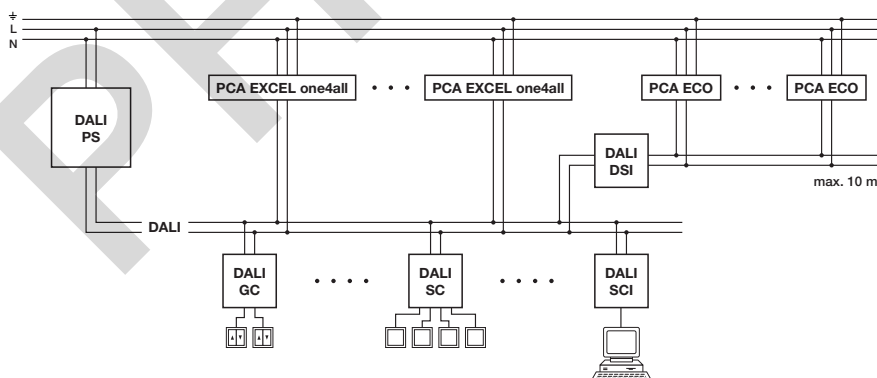 ⏚
L
N
PCA EXCEL one4all
PCA EXCEL one4all
PCA ECO
PCA ECO
DALI
PS
DALI
DSI
max. 10 m
DALI
DALI
GC
DALI
SC
DALI
SCI